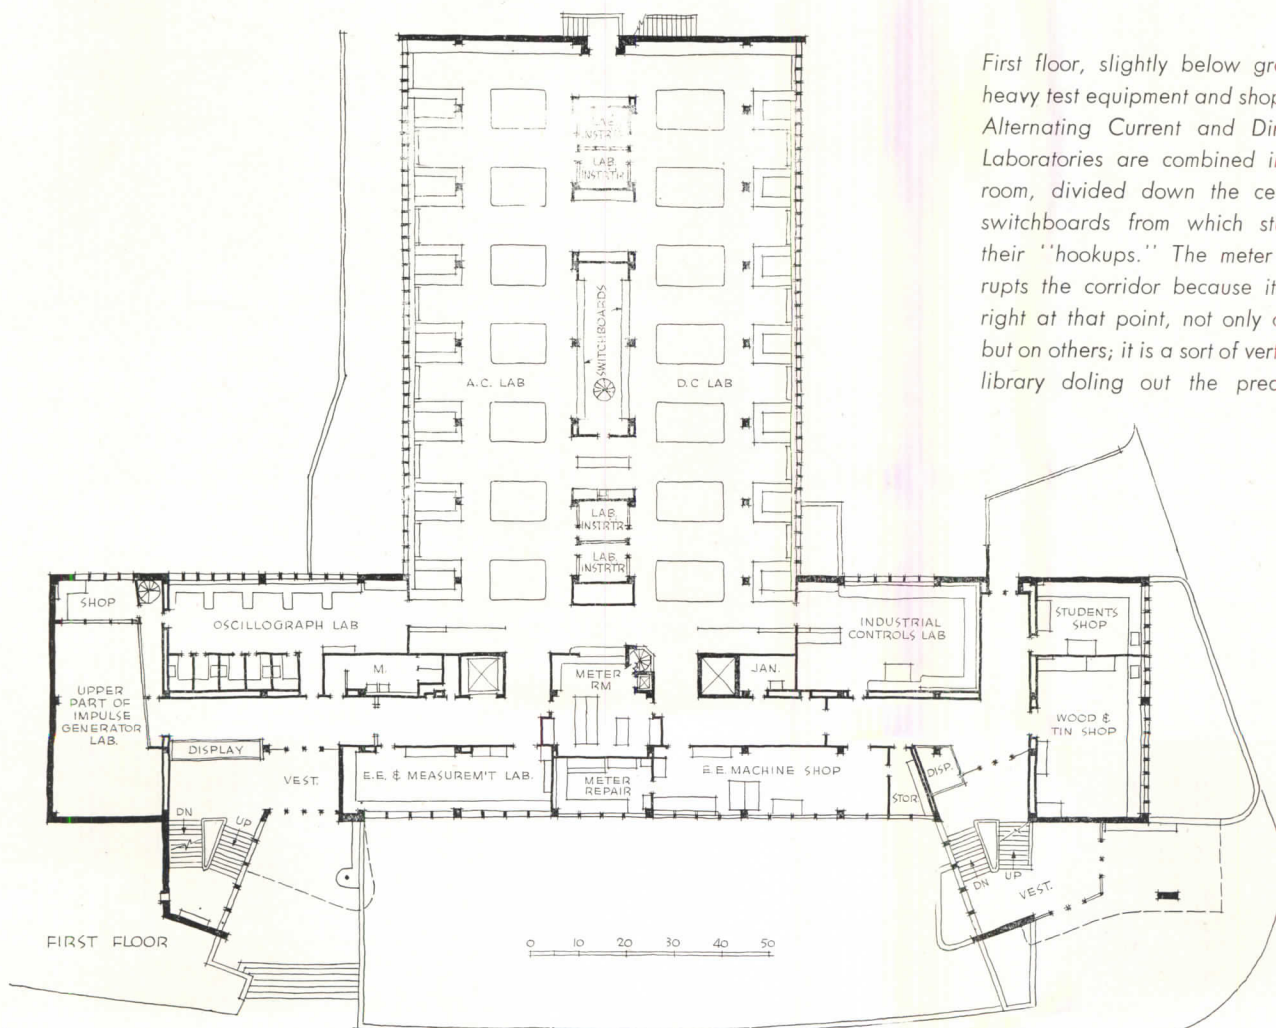 First floor, slightly below gr
heavy test equipment and shop
Alternating Current and Di
Laboratories are combined i
room, divided down the ce
switchboards from which st
their "hookups." The meter
rupts the corridor because it
right at that point, not only
but on others; it is a sort of vert
library doling out the prec
INSTRTR
LAB.
INSTRTR
SWITCHBOARDS
A.C. LAB
D.C LAB
LAB.
INSTRTR
LAB.
INSTRTR
SHOP
OSCILLOGRAPH LAB
INDUSTRIAL
CONTROLS LAB
STUDENTS
SHOP
M.
METER
RM
JAN.
UPPER
PART OF
IMPULSE
GENERATOR
LAB.
WOOD &
TIN SHOP
DISPLAY
VEST.
E.E. & MEASUREM'T LAB.
METER
REPAIR
E.E. MACHINE SHOP
STOR.
DISP.
DN
UP
DN
UP
VEST.
FIRST FLOOR
0 10 20 30 40 50